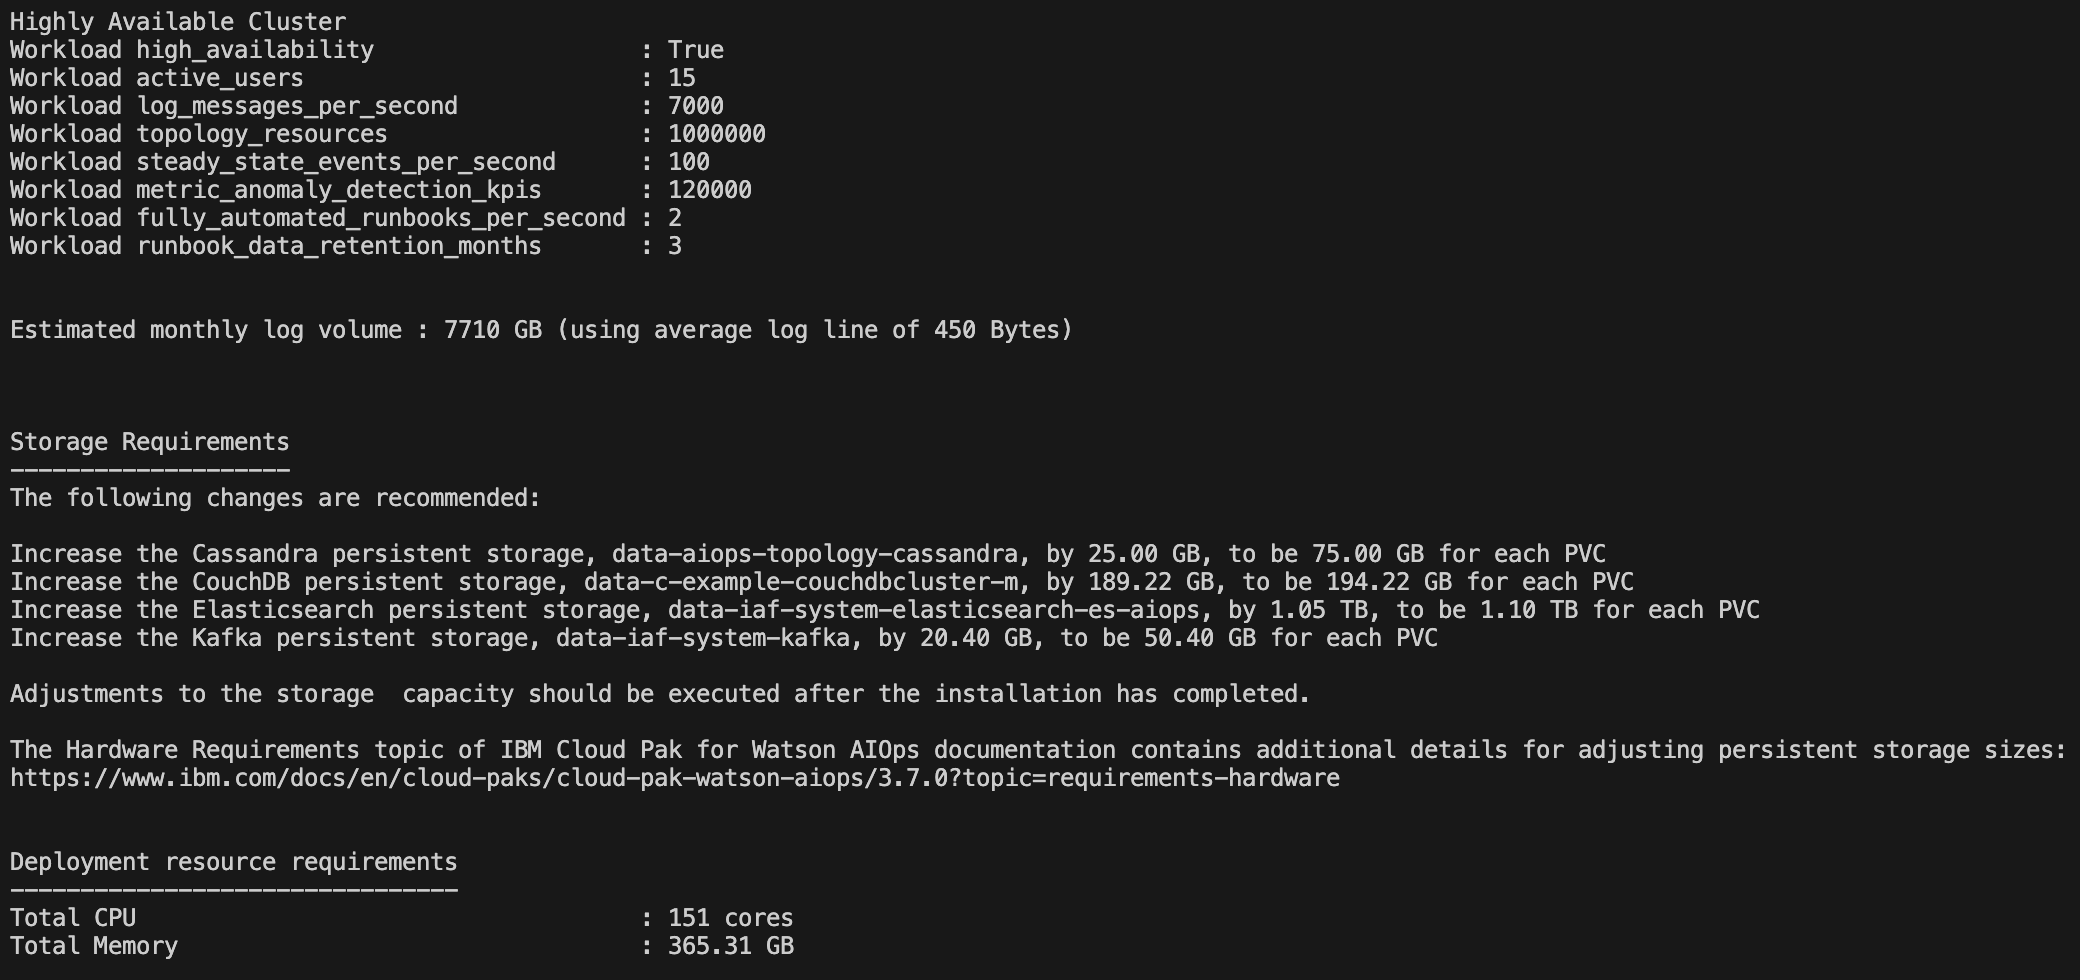 Highly Available Cluster
Workload high_availability : True
Workload active_users : 15
Workload log_messages_per_second : 7000
Workload topology_resources : 1000000
Workload steady_state_events_per_second : 100
Workload metric_anomaly_detection_kpis : 120000
Workload fully_automated_runbooks_per_second : 2
Workload runbook_data_retention_months : 3
Estimated monthly log volume : 7710 GB (using average log line of 450 Bytes)
Storage Requirements
--------------------
The following changes are recommended:
Increase the Cassandra persistent storage, data-aiops-topology-cassandra, by 25.00 GB, to be 75.00 GB for each PVC
Increase the CouchDB persistent storage, data-c-example-couchdbcluster-m, by 189.22 GB, to be 194.22 GB for each PVC
Increase the Elasticsearch persistent storage, data-iaf-system-elasticsearch-es-aiops, by 1.05 TB, to be 1.10 TB for each PVC
Increase the Kafka persistent storage, data-iaf-system-kafka, by 20.40 GB, to be 50.40 GB for each PVC
Adjustments to the storage  capacity should be executed after the installation has completed.
The Hardware Requirements topic of IBM Cloud Pak for Watson AIOps documentation contains additional details for adjusting persistent storage sizes:
https://www.ibm.com/docs/en/cloud-paks/cloud-pak-watson-aiops/3.7.0?topic=requirements-hardware
Deployment resource requirements
--------------------------------
Total CPU : 151 cores
Total Memory : 365.31 GB